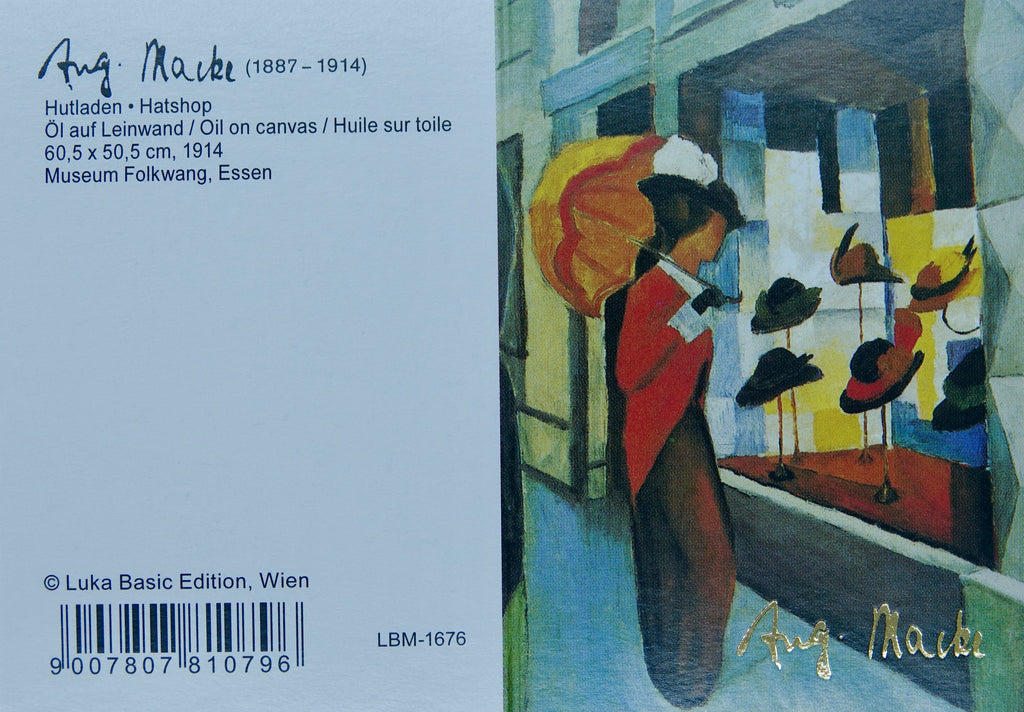 Aug. Macke (1887 – 1914)
Hutladen • Hatshop
Öl auf Leinwand / Oil on canvas / Huile sur toile
60,5 x 50,5 cm, 1914
Museum Folkwang, Essen
© Luka Basic Edition, Wien
9 007807 810796
LBM-1676
Aug. Macke